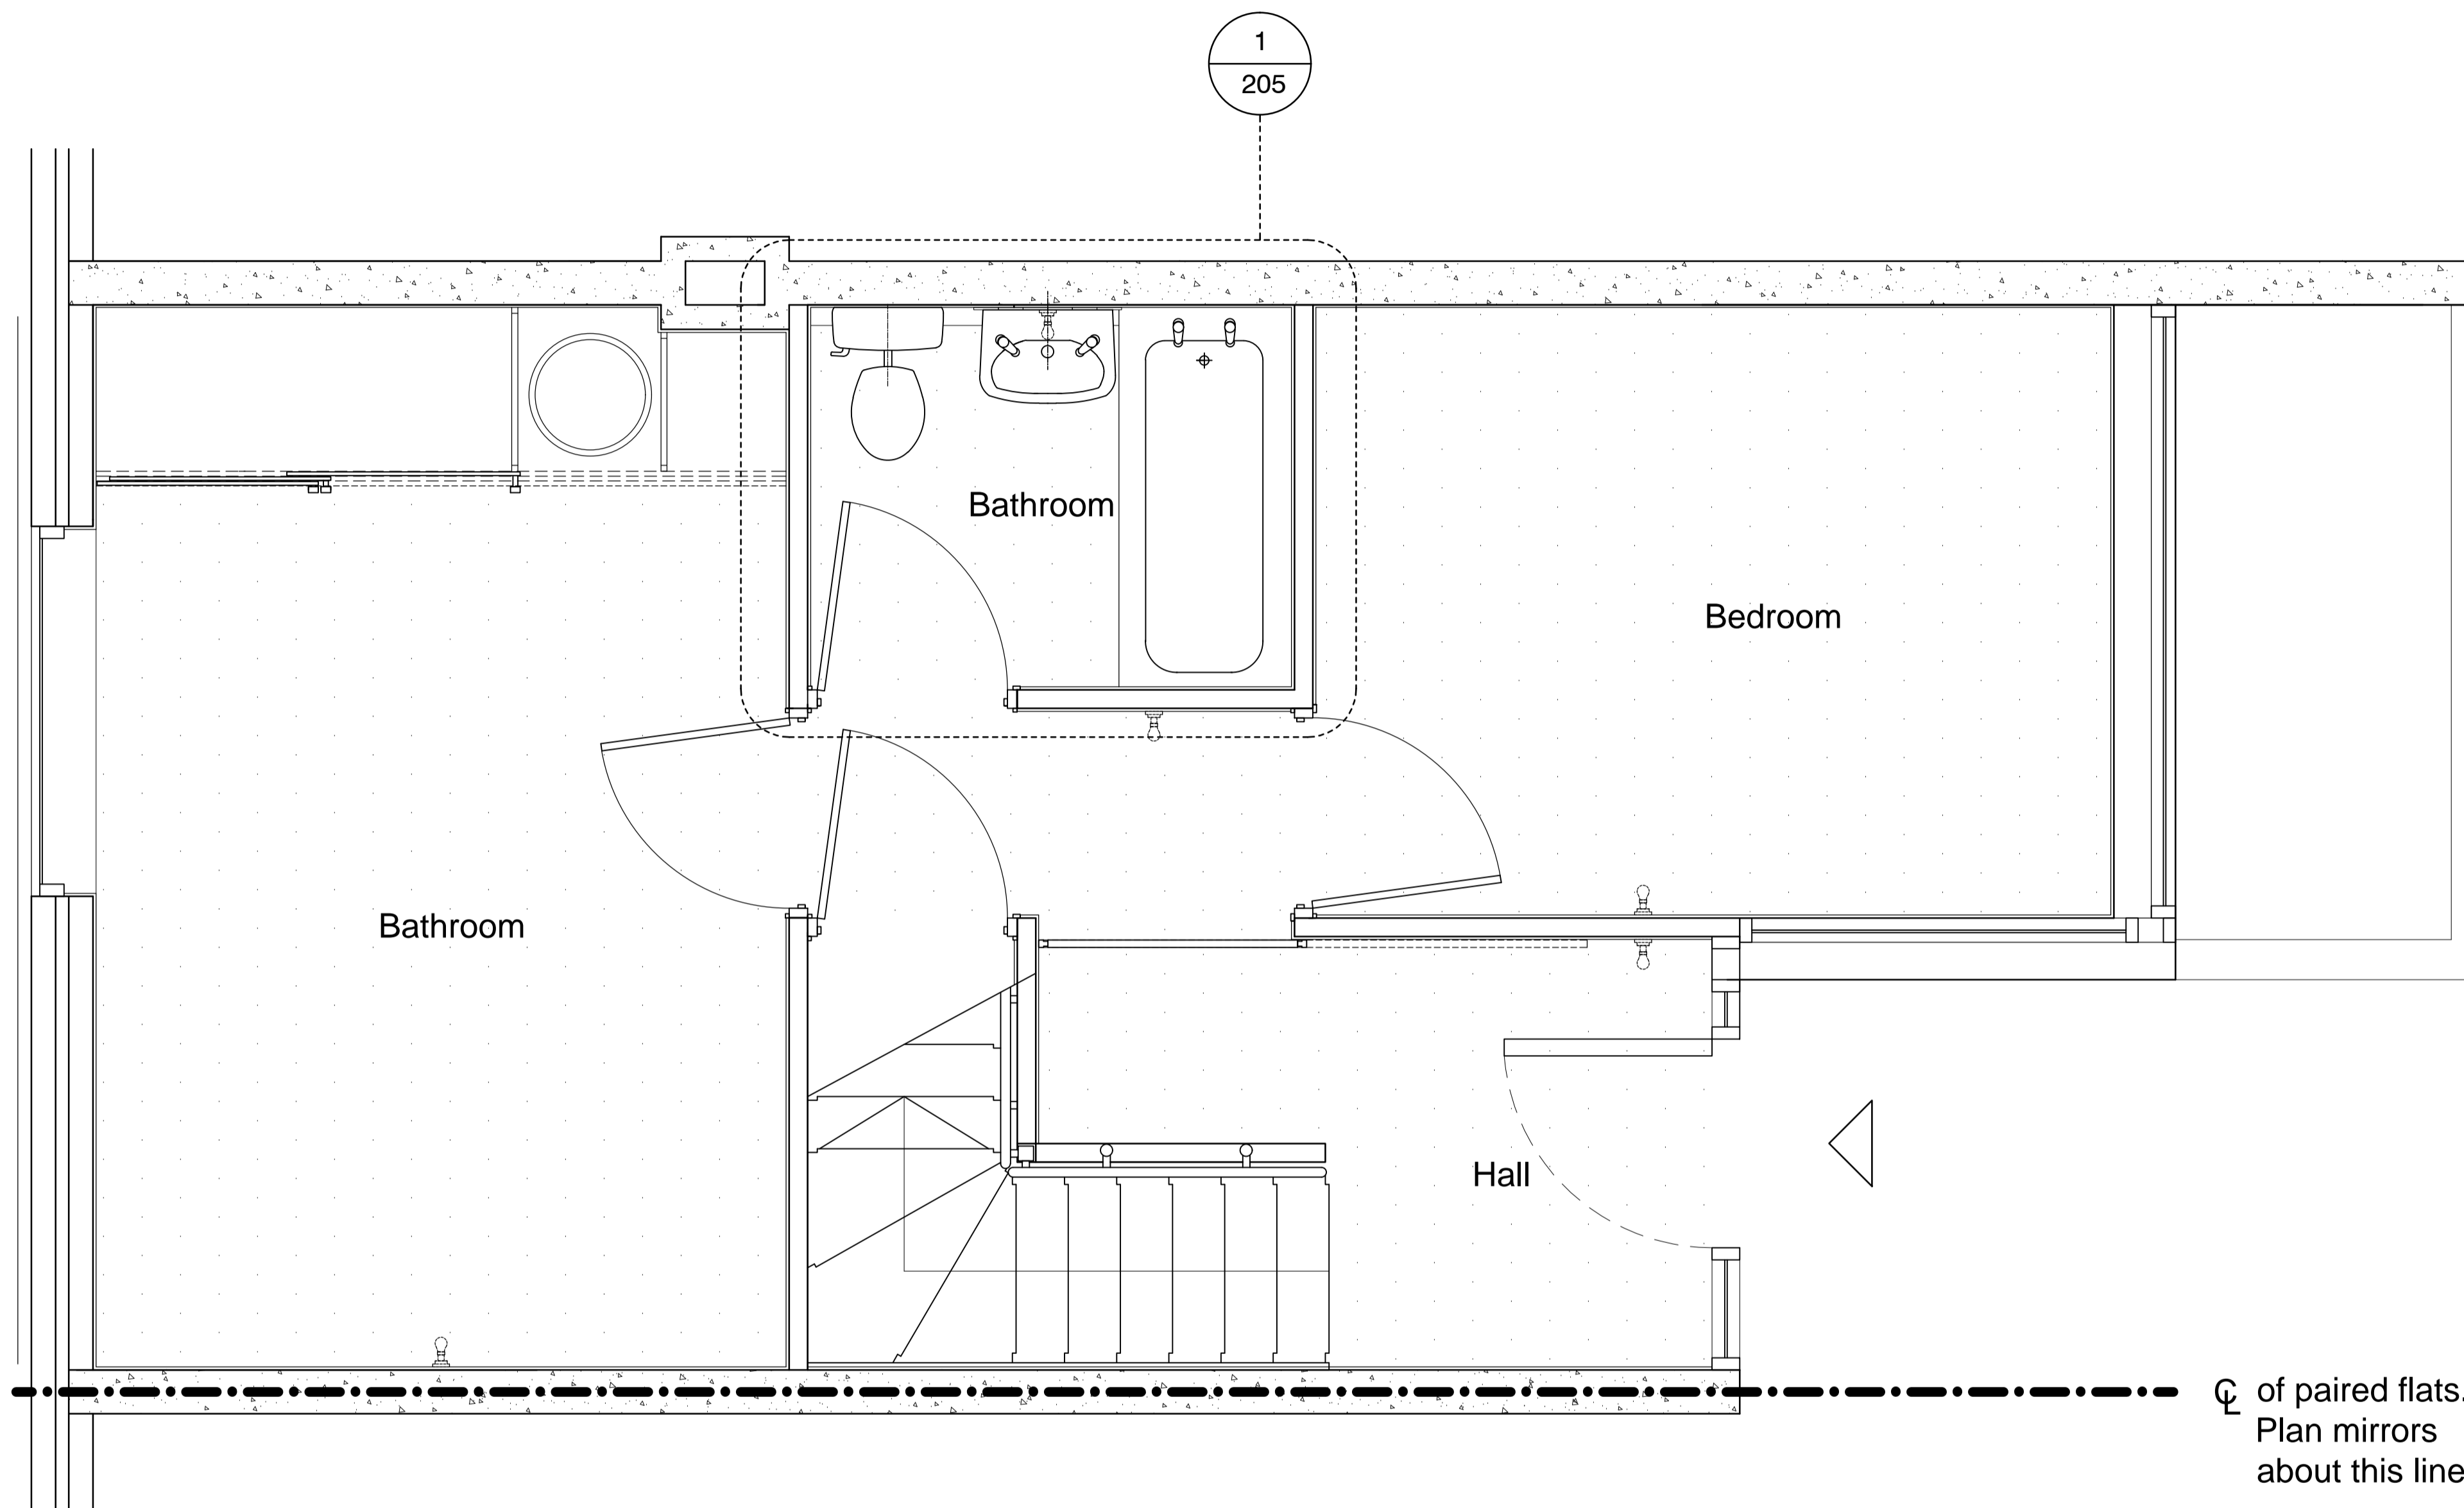 1
205
Bathroom
Bedroom
Bathroom
Hall
℄ of paired flats.
Plan mirrors
about this line